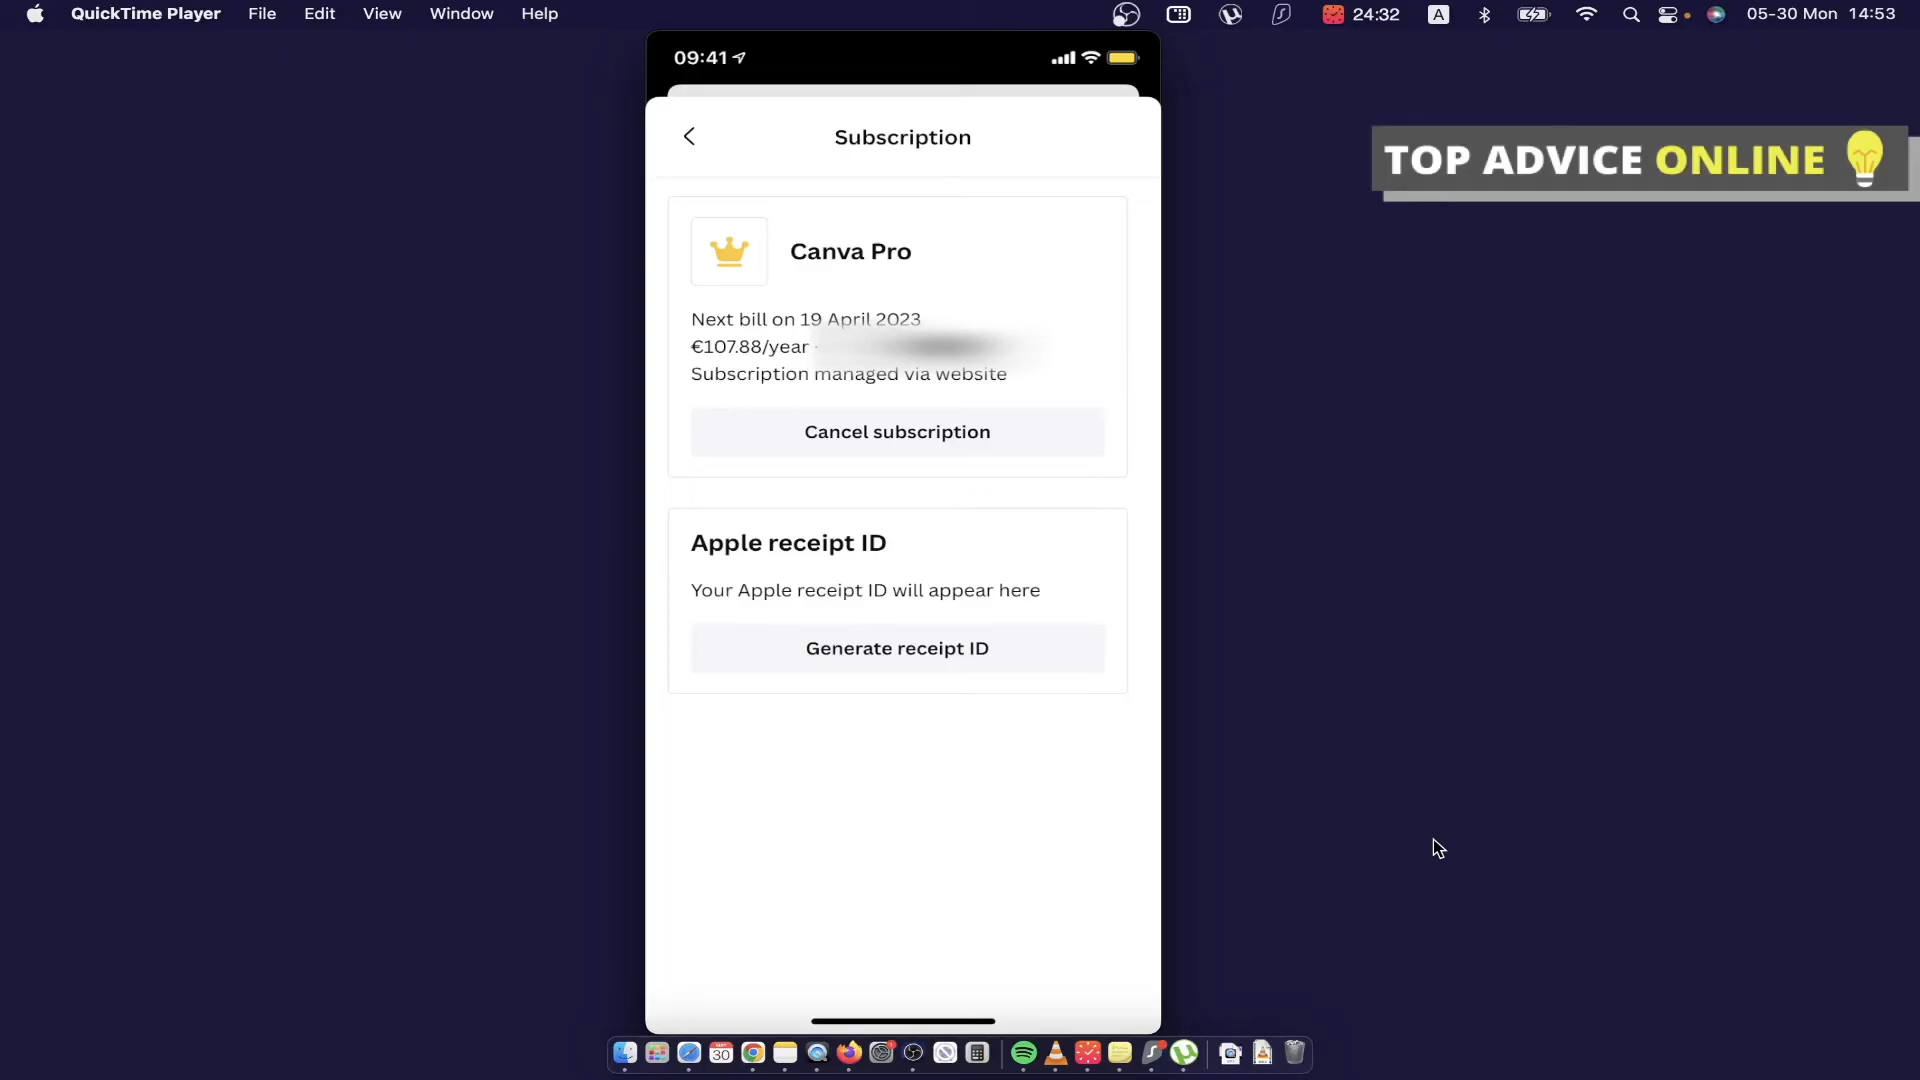 QuickTime Player File Edit View Window Help
24:32 A 05-30 Mon 14:53
09:41
TOP ADVICE ONLINE
Subscription
Canva Pro
Next bill on 19 April 2023
€107.88/year
Subscription managed via website
Cancel subscription
Apple receipt ID
Your Apple receipt ID will appear here
Generate receipt ID
30